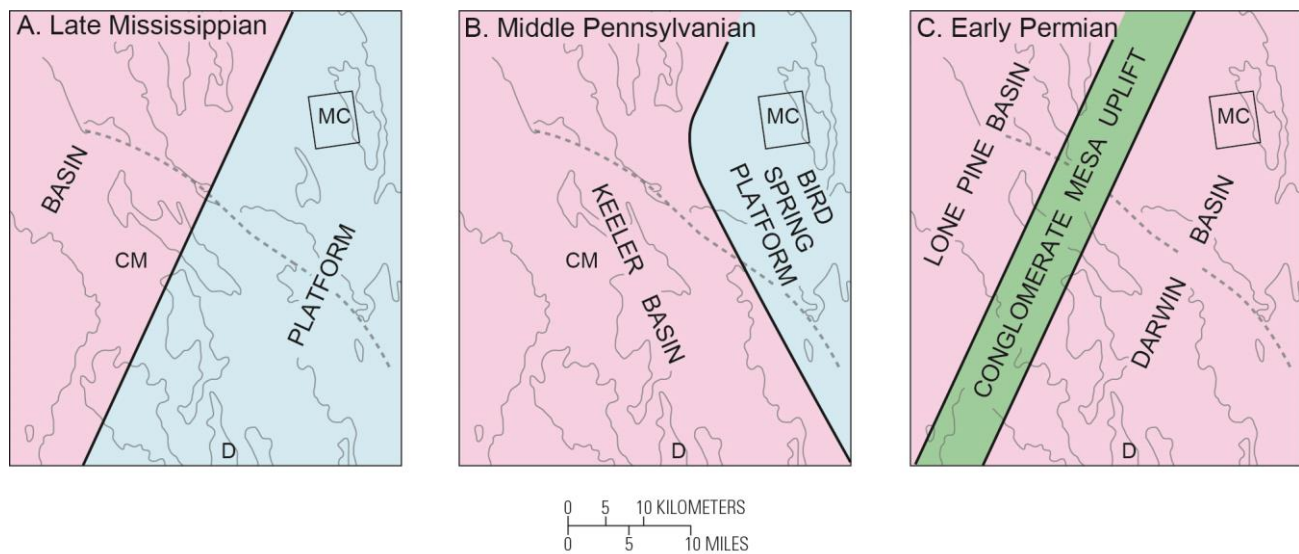 A. Late Mississippian
MC
BASIN
CM
PLATFORM
D
B. Middle Pennsylvanian
MC
BIRD
SPRING
PLATFORM
KEELER
BASIN
CM
D
C. Early Permian
MC
LONE PINE BASIN
CONGLOMERATE MESA UPLIFT
DARWIN
BASIN
D
0 5 10 KILOMETERS
0 5 10 MILES